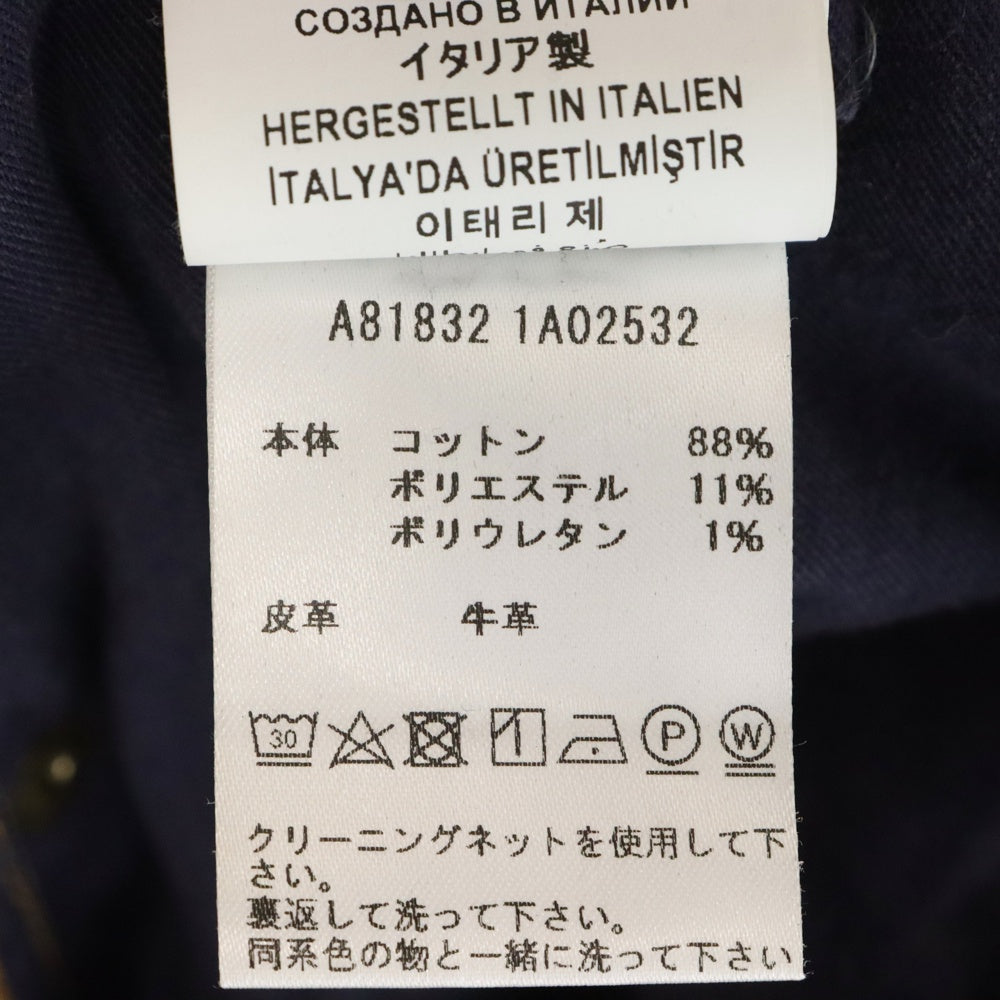 СОЗДАНО В ИТАЛИИ
イタリア製
HERGESTELLT IN ITALIEN
İTALYA'DA ÜRETİLMİŞTİR
이태리 제
A81832 1A02532
本体 コットン 88%
ポリエステル 11%
ポリウレタン 1%
皮革 牛革
30 P W
クリーニングネットを使用して下
さい。
裏返して洗って下さい。
同系色の物と一緒に洗って下さい